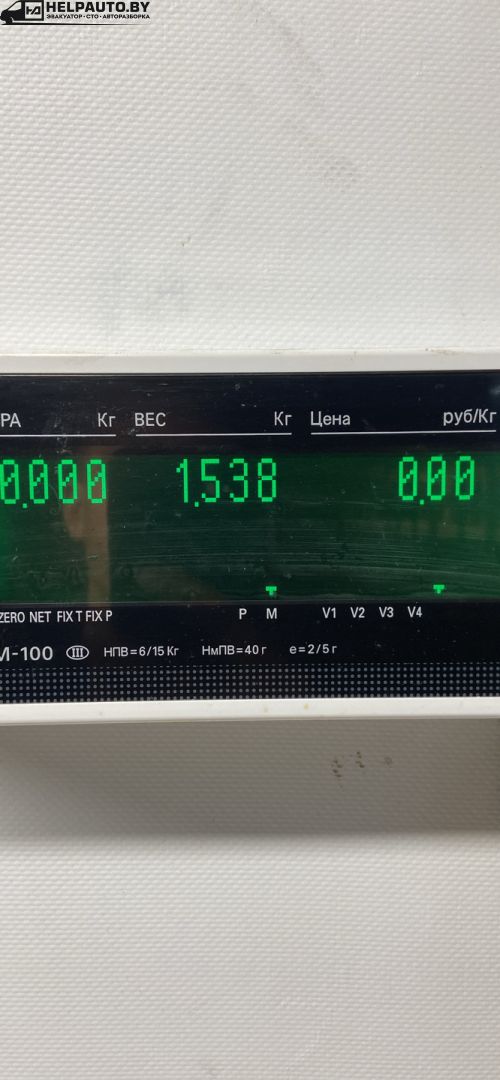 HELPAUTO.BY
ЭВАКУАТОР • СТО • АВТОРАЗБОРКА
РА Кг ВЕС Кг Цена руб/Кг
0.000 1.538 0.00
ZERO NET FIX T FIX P P M V1 V2 V3 V4
М-100 III НПВ=6/15 Кг НмПВ=40 г e=2/5 г